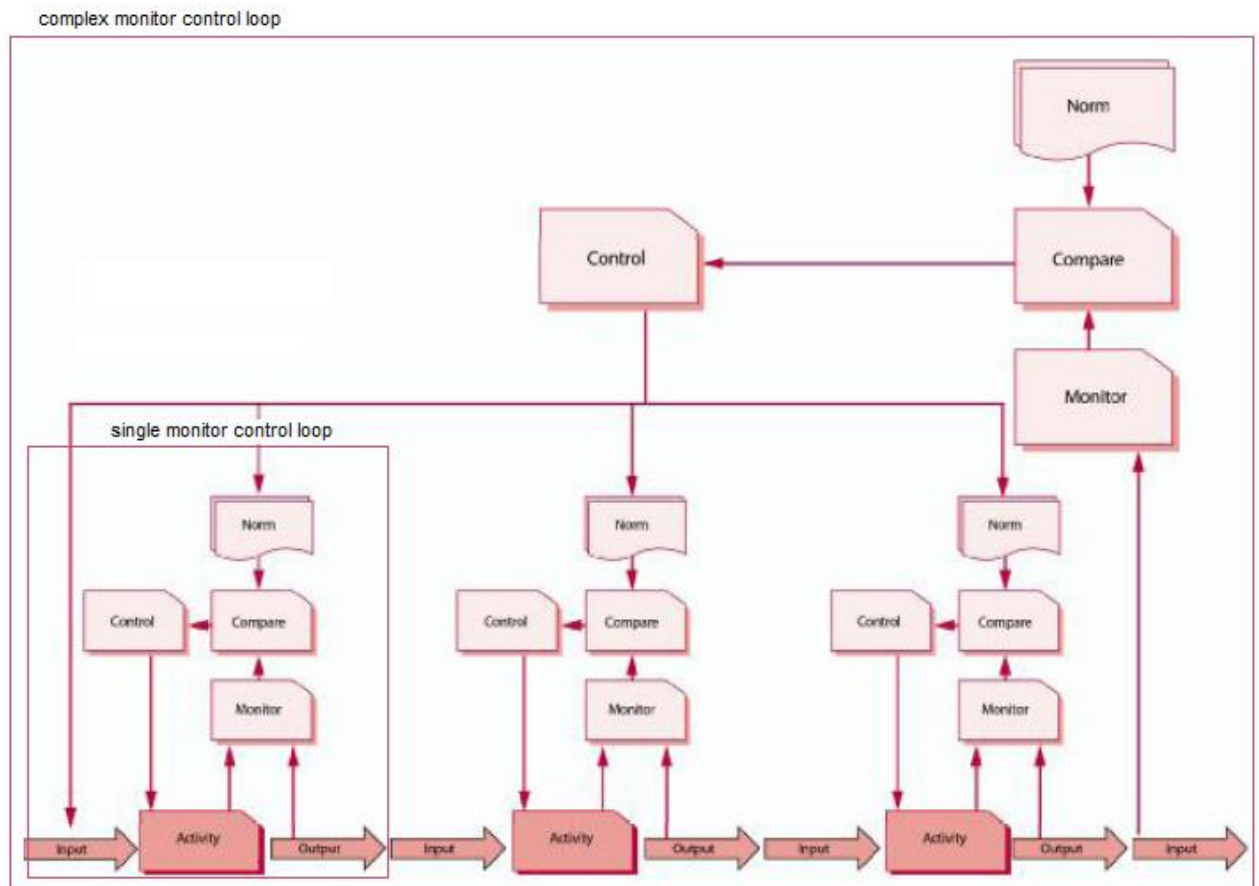 complex monitor control loop
Norm
Control
Compare
Monitor
single monitor control loop
Norm
Norm
Norm
Control
Compare
Control
Compare
Control
Compare
Monitor
Monitor
Monitor
Input
Activity
Output
Input
Activity
Output
Input
Activity
Output
Input